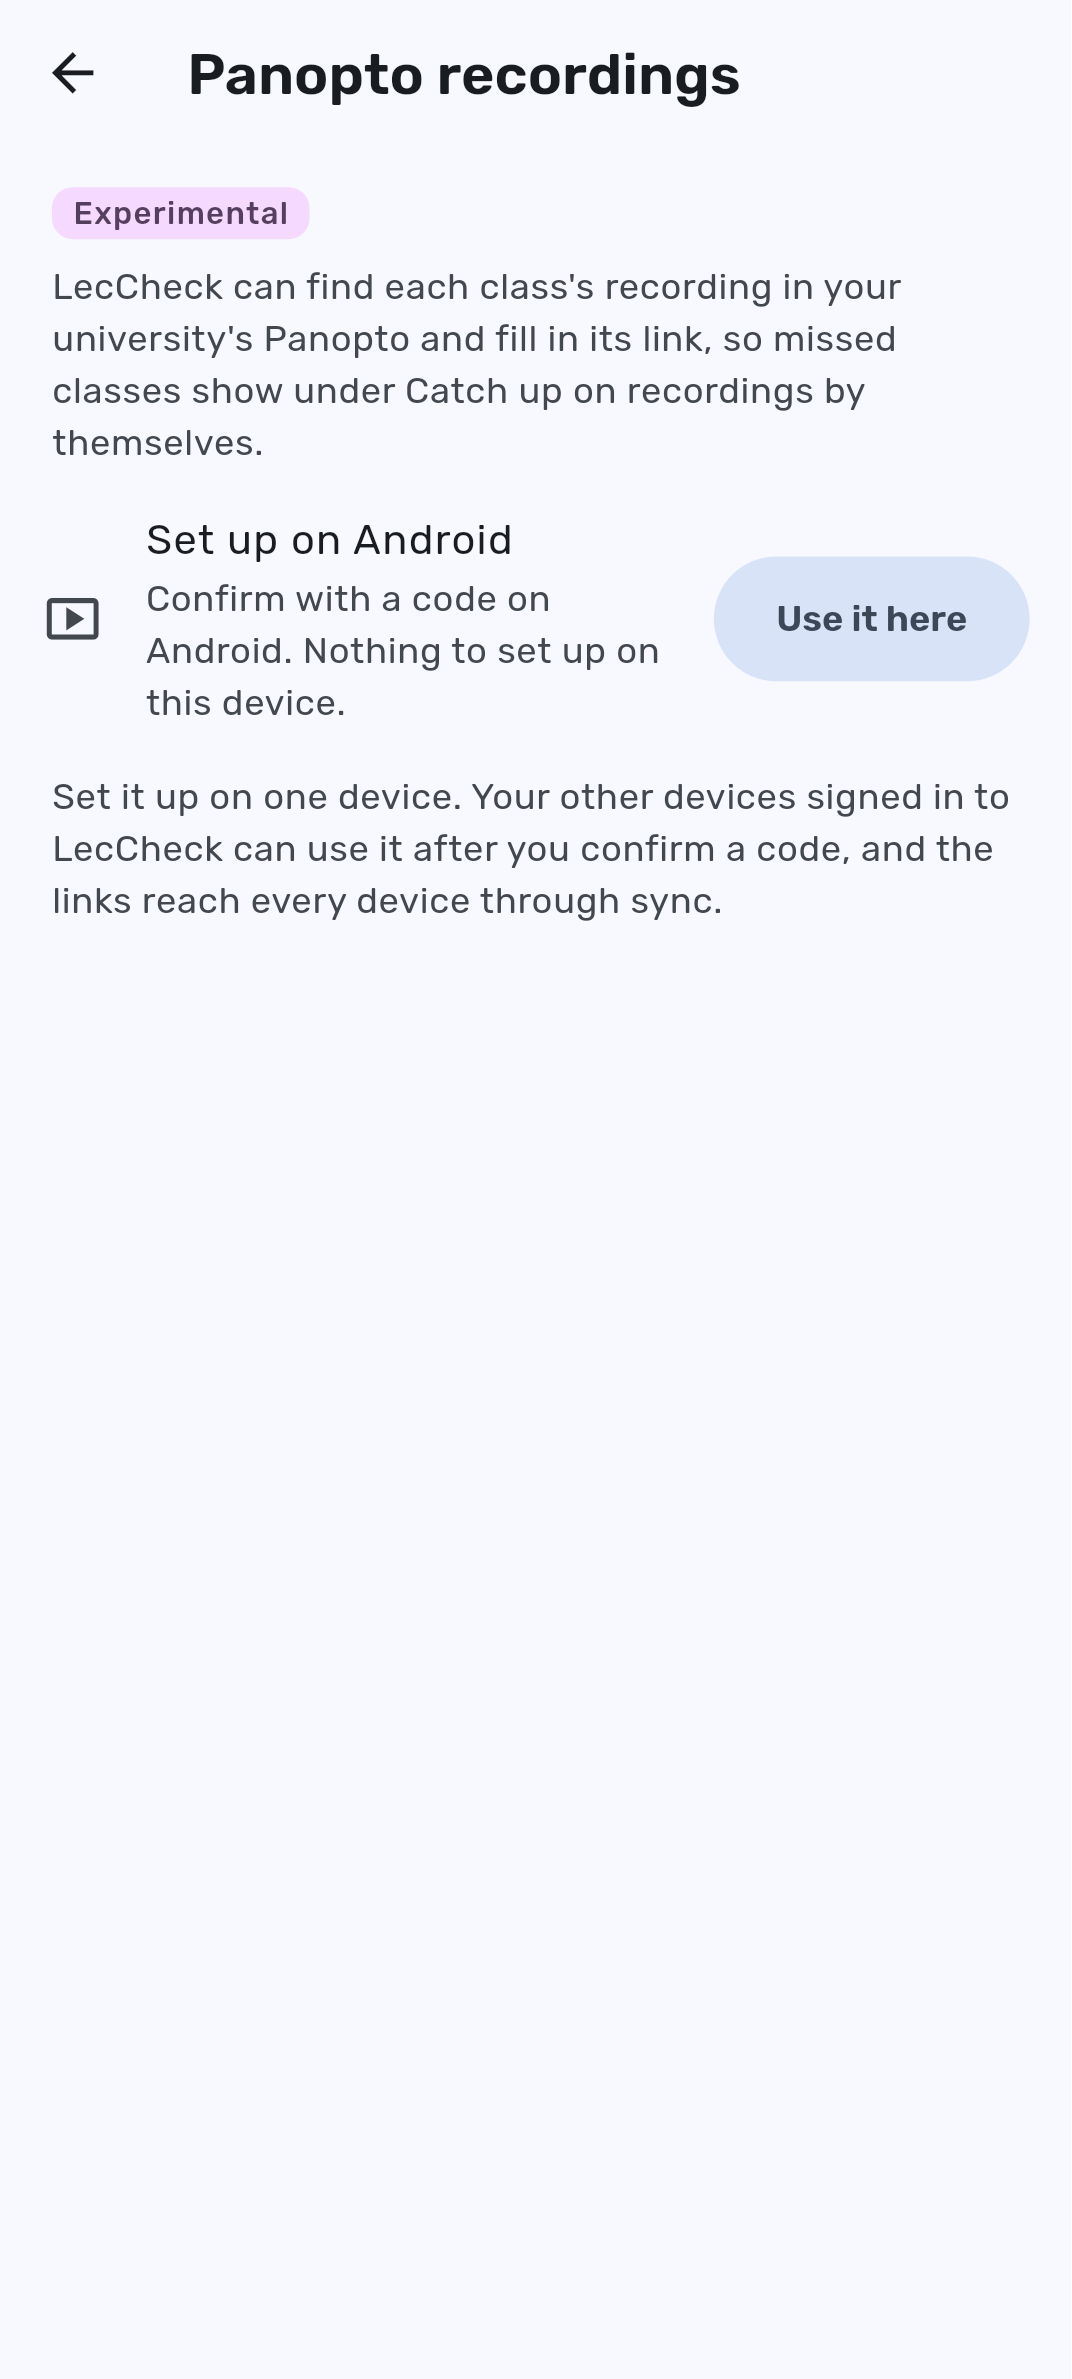 Panopto recordings
Experimental
LecCheck can find each class's recording in your
university's Panopto and fill in its link, so missed
classes show under Catch up on recordings by
themselves.
Set up on Android
Confirm with a code on
Android. Nothing to set up on
this device.
Use it here
Set it up on one device. Your other devices signed in to
LecCheck can use it after you confirm a code, and the
links reach every device through sync.